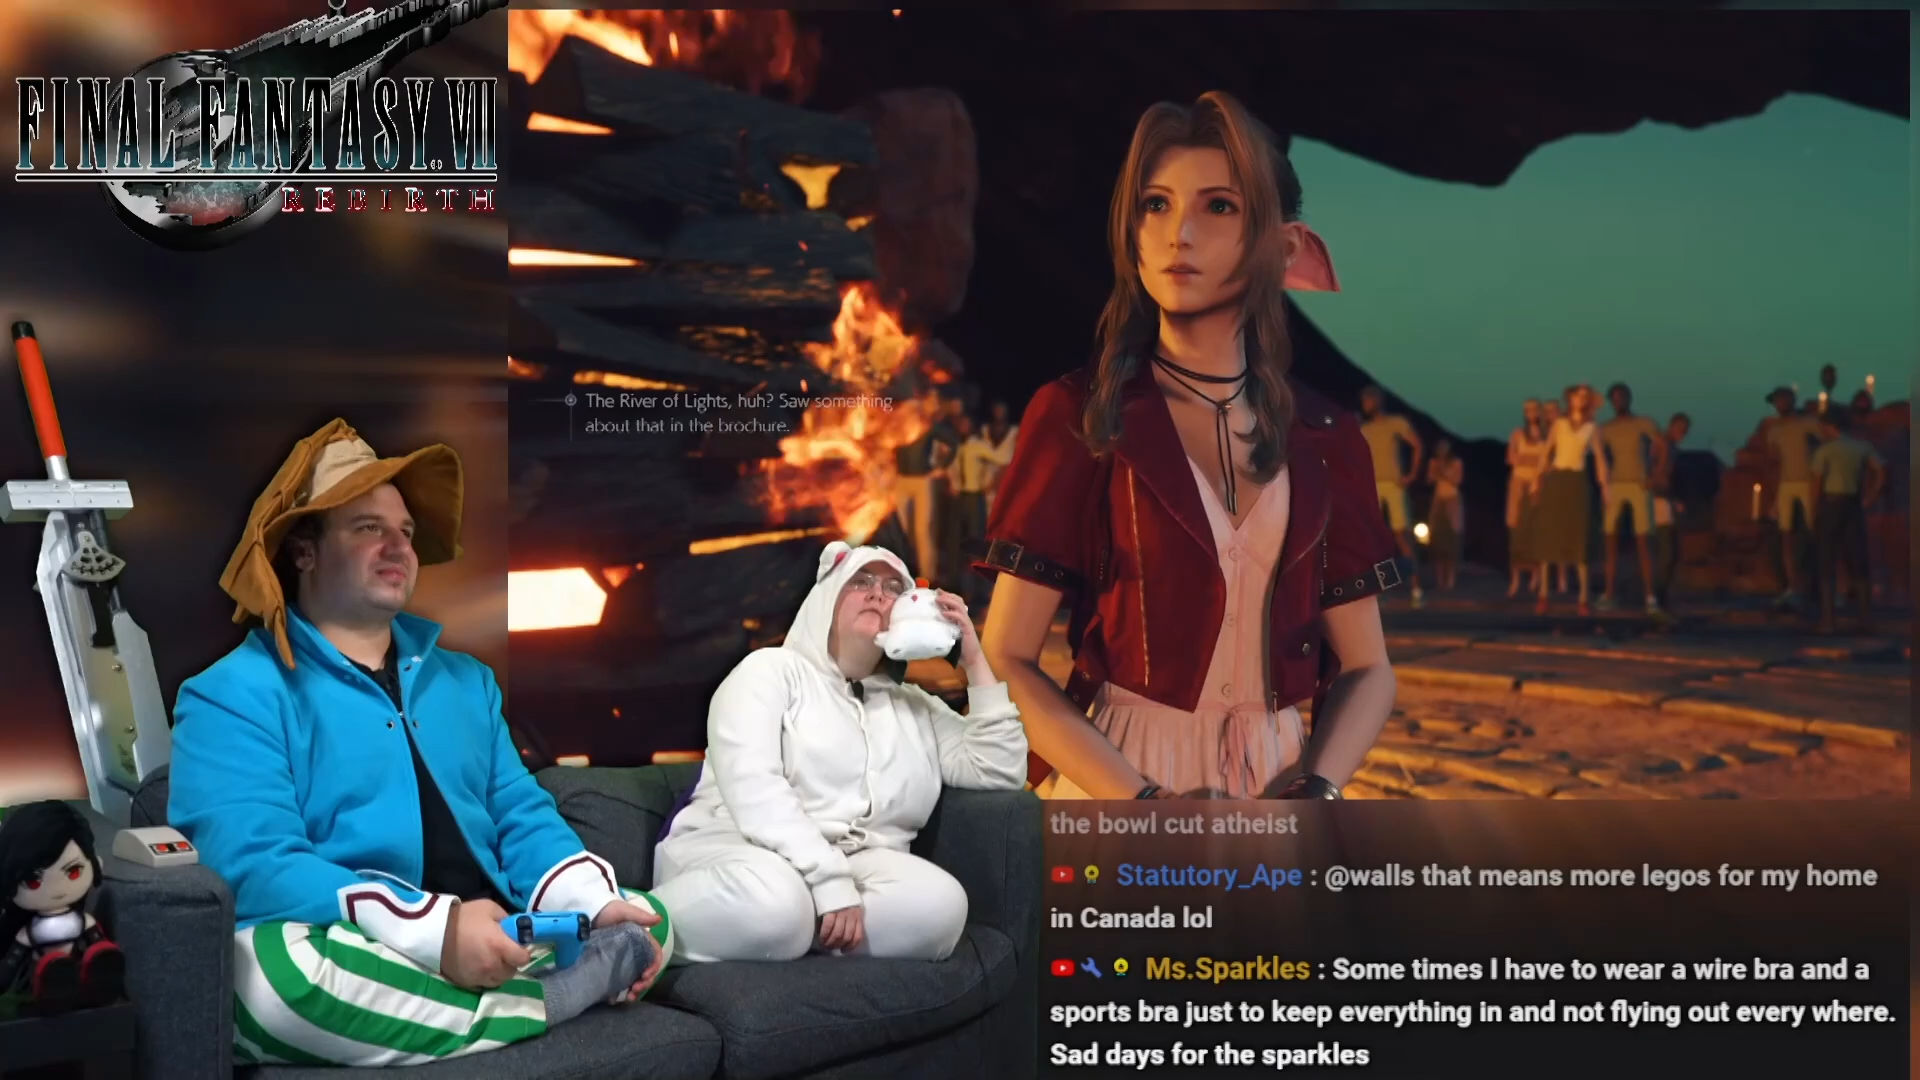 FINAL FANTASY VII
REBIRTH
The River of Lights, huh? Saw something
about that in the brochure.
the bowl cut atheist
Statutory_Ape : @walls that means more legos for my home
in Canada lol
Ms.Sparkles : Some times I have to wear a wire bra and a
sports bra just to keep everything in and not flying out every where.
Sad days for the sparkles